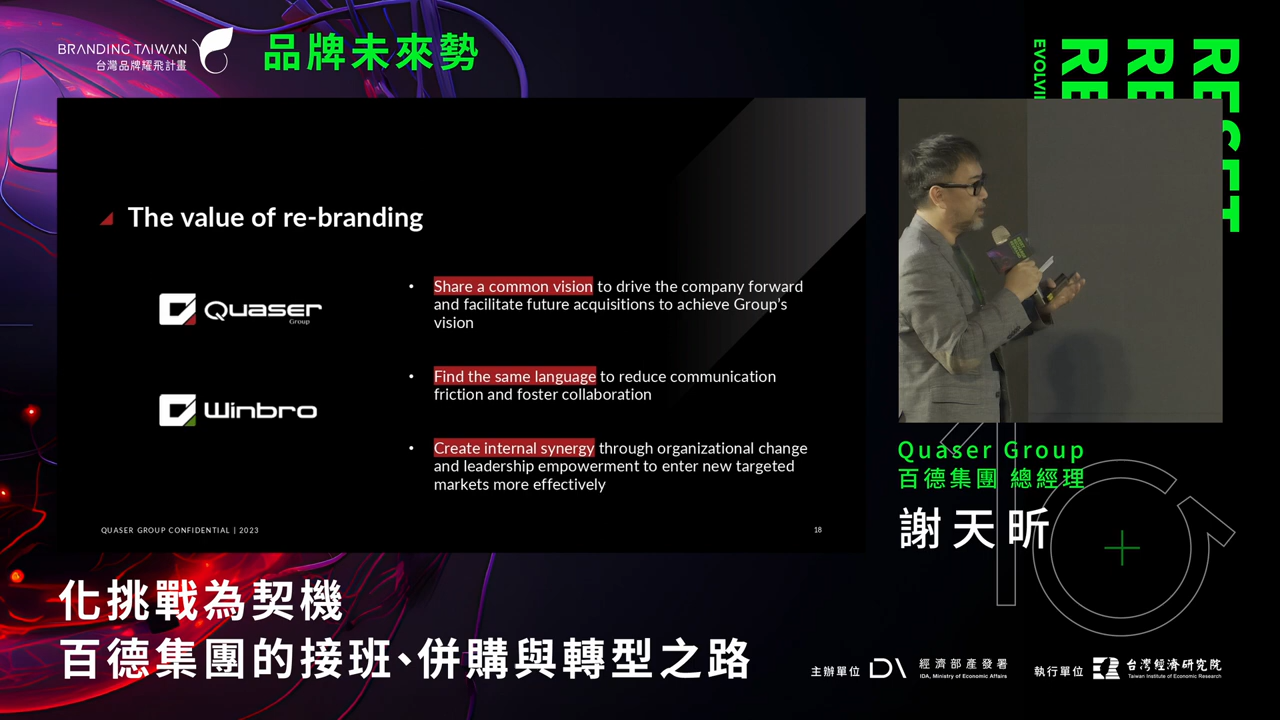 BRANDING TAIWAN
台灣品牌耀飛計畫
品牌未來勢
RESET
RE
RE
The value of re-branding
Quaser
Group
Winbro
• Share a common vision to drive the company forward
and facilitate future acquisitions to achieve Group's
vision
• Find the same language to reduce communication
friction and foster collaboration
• Create internal synergy through organizational change
and leadership empowerment to enter new targeted
markets more effectively
QUASER GROUP CONFIDENTIAL | 2023
18
Quaser Group
百德集團 總經理
謝天昕
化挑戰為契機
百德集團的接班、併購與轉型之路
主辦單位
經濟部產發署
IDA, Ministry of Economic Affairs
執行單位
台灣經濟研究院
Taiwan Institute of Economic Research